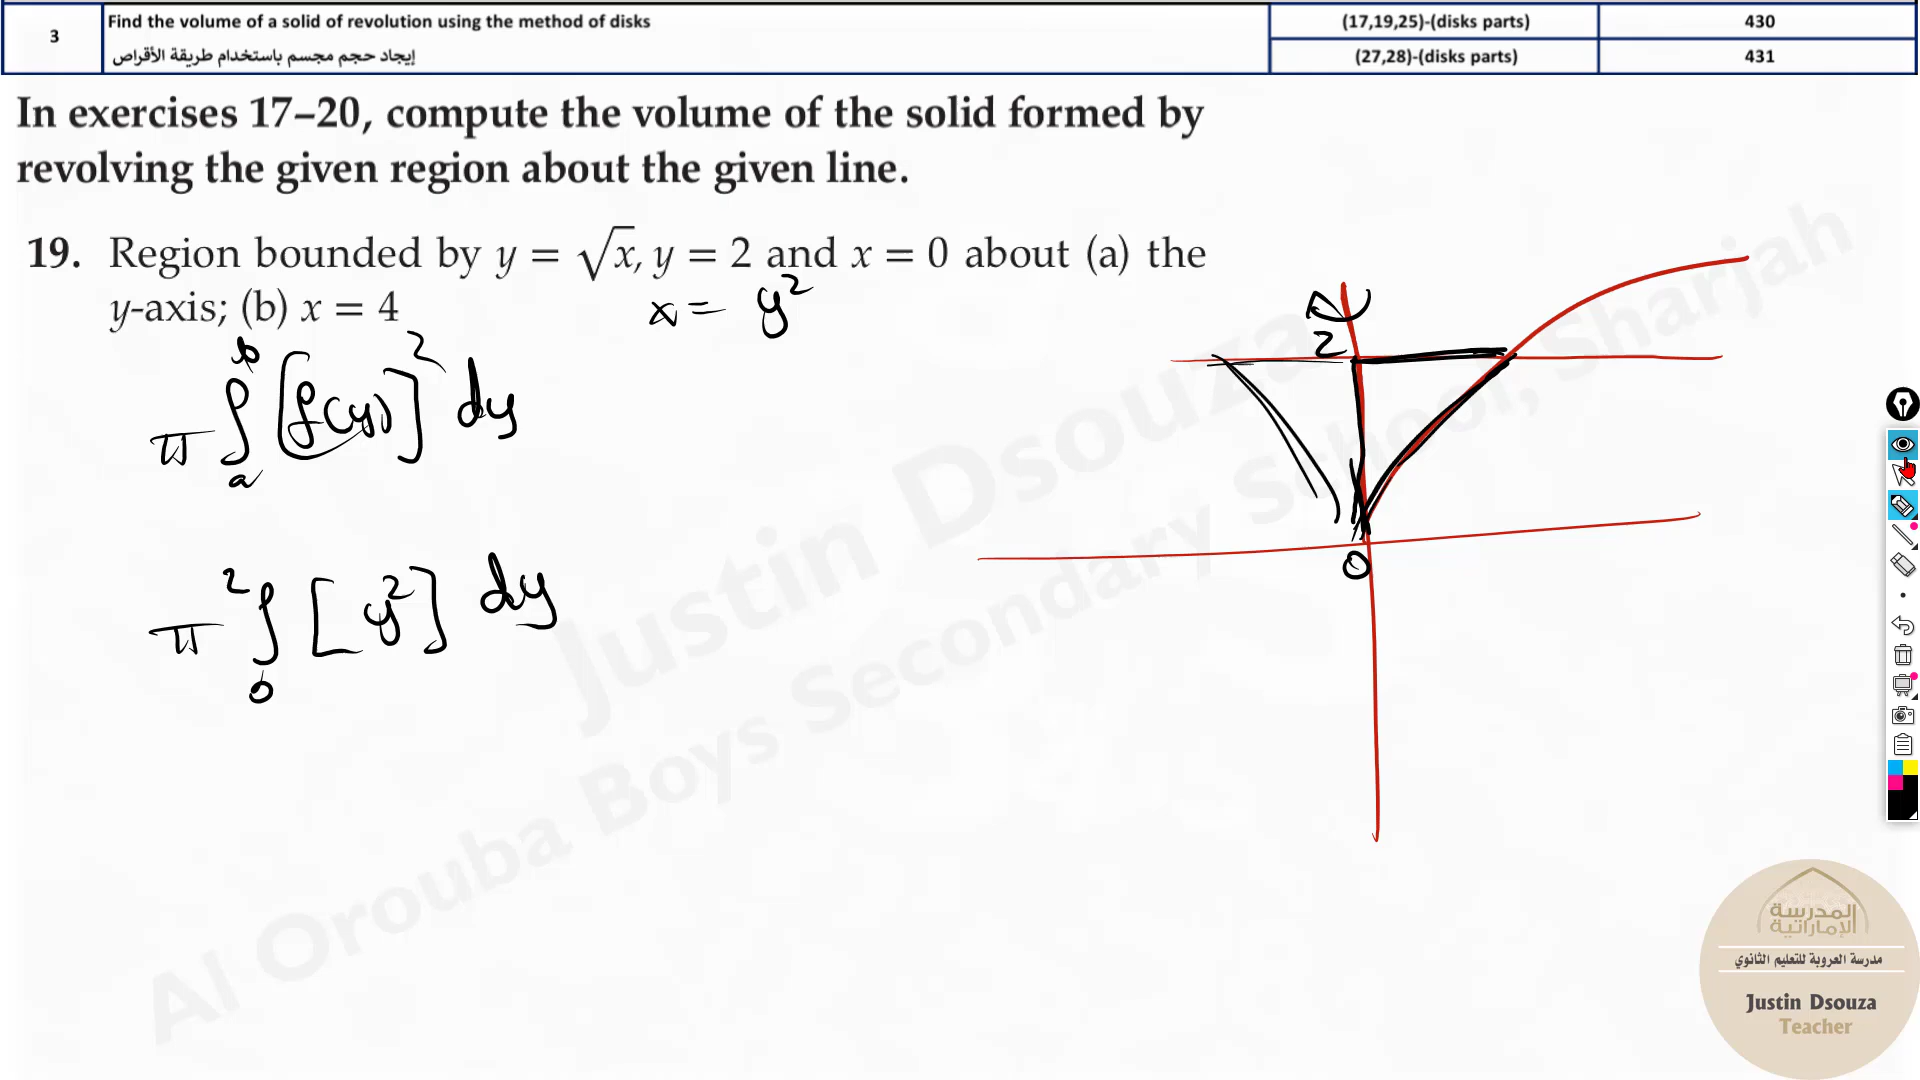 3
Find the volume of a solid of revolution using the method of disks
إيجاد حجم مجسم باستخدام طريقة الأقراص
(17,19,25)-(disks parts)
430
(27,28)-(disks parts)
431
In exercises 17–20, compute the volume of the solid formed by
revolving the given region about the given line.
19. Region bounded by y = √x, y = 2 and x = 0 about (a) the
y-axis; (b) x = 4
x = y²
π ∫ₐᵇ [f(y)]² dy
π ∫₀² [y²] dy
2
0
Justin Dsouza
Al Orouba Boys Secondary School, Sharjah
المدرسة
الإماراتية
مدرسة العروبة للتعليم الثانوي
Justin Dsouza
Teacher